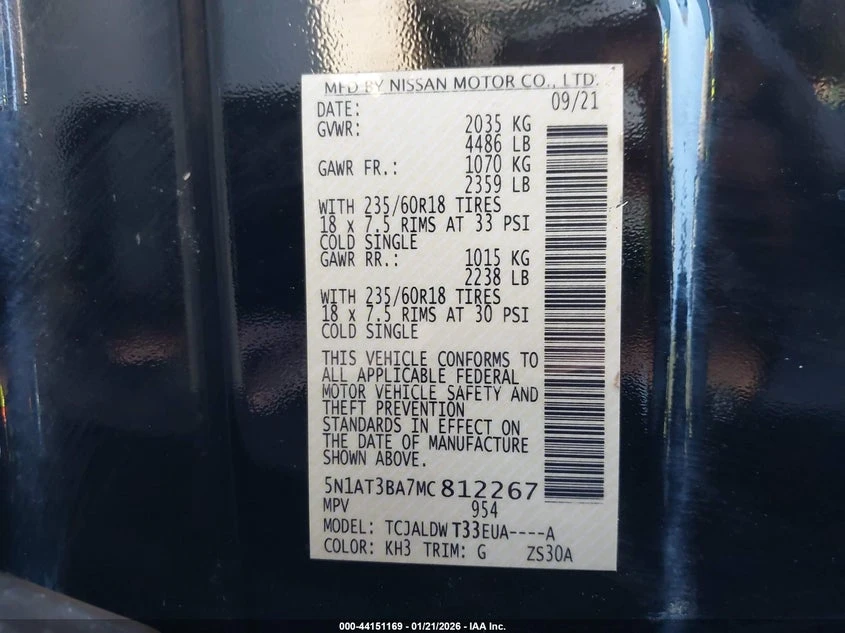 MFD BY NISSAN MOTOR CO., LTD.
DATE: 09/21
GVWR: 2035 KG
4486 LB
GAWR FR.: 1070 KG
2359 LB
WITH 235/60R18 TIRES
18 x 7.5 RIMS AT 33 PSI
COLD SINGLE
GAWR RR.: 1015 KG
2238 LB
WITH 235/60R18 TIRES
18 x 7.5 RIMS AT 30 PSI
COLD SINGLE
THIS VEHICLE CONFORMS TO
ALL APPLICABLE FEDERAL
MOTOR VEHICLE SAFETY AND
THEFT PREVENTION
STANDARDS IN EFFECT ON
THE DATE OF MANUFACTURE
SHOWN ABOVE.
5N1AT3BA7MC812267
MPV 954
MODEL: TCJALDWT33EUA----A
COLOR: KH3 TRIM: G ZS30A
000-44151169 - 01/21/2026 - IAA Inc.